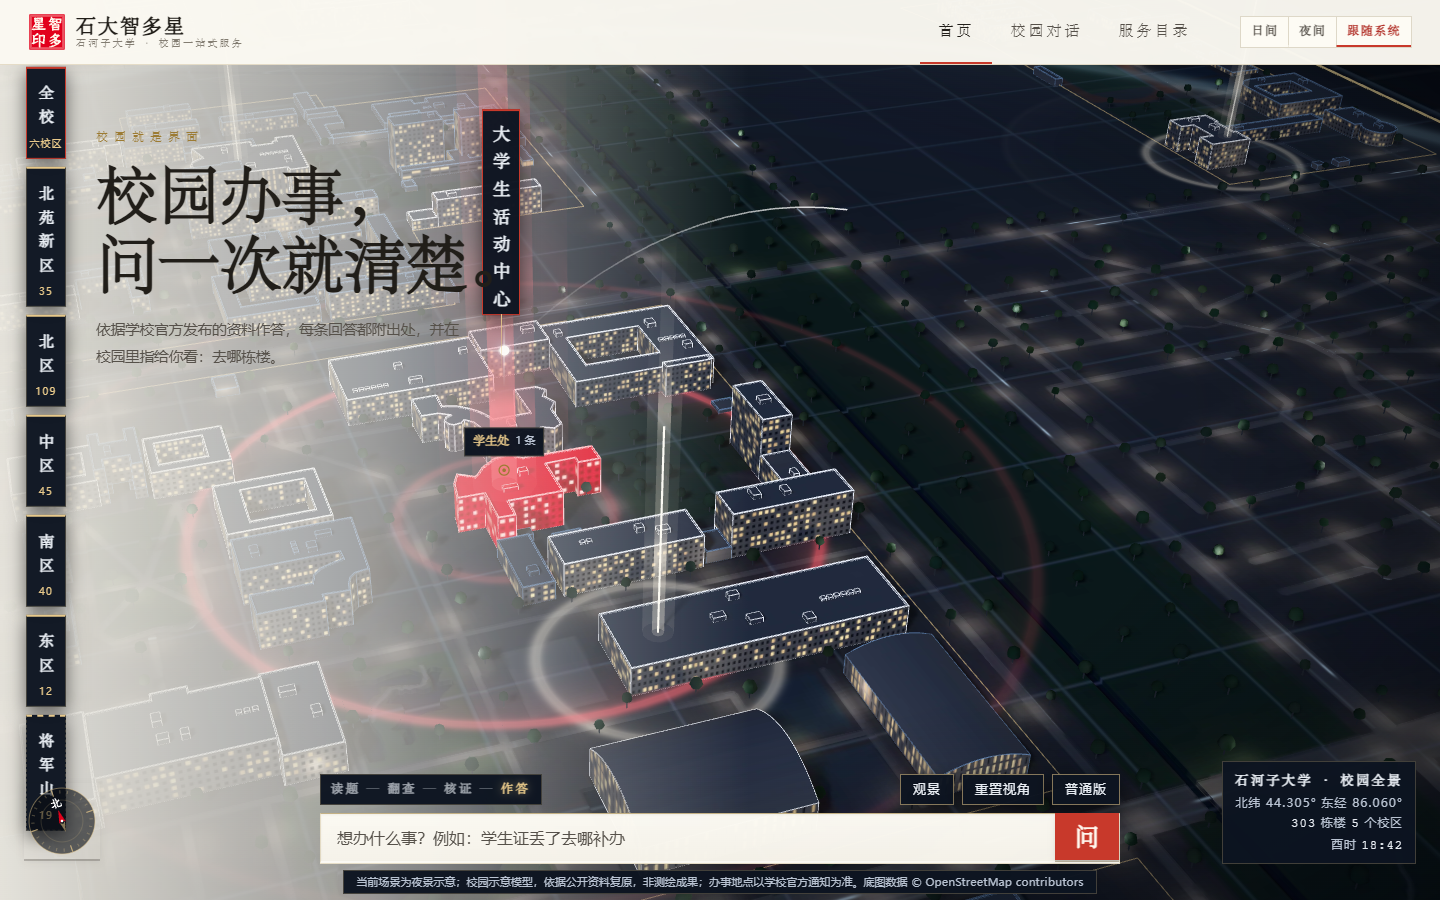 星智印多
石大智多星
石河子大学 · 校园一站式服务
首页
校园对话
服务目录
日间
夜间
跟随系统
全校
六校区
北苑新区
35
北区
109
中区
45
南区
40
东区
12
将军山
19
北
校园就是界面
校园办事，
问一次就清楚。
依据学校官方发布的资料作答，每条回答都附出处，并在
校园里指给你看：去哪栋楼。
大学生活动中心
学生处 1 条
读题 — 翻查 — 核证 — 作答
观景
重置视角
普通版
想办什么事？例如：学生证丢了去哪补办
问
当前场景为夜景示意；校园示意模型，依据公开资料复原，非测绘成果；办事地点以学校官方通知为准。底图数据 © OpenStreetMap contributors
石河子大学 · 校园全景
北纬 44.305° 东经 86.060°
303 栋楼 5 个校区
酉时 18:42